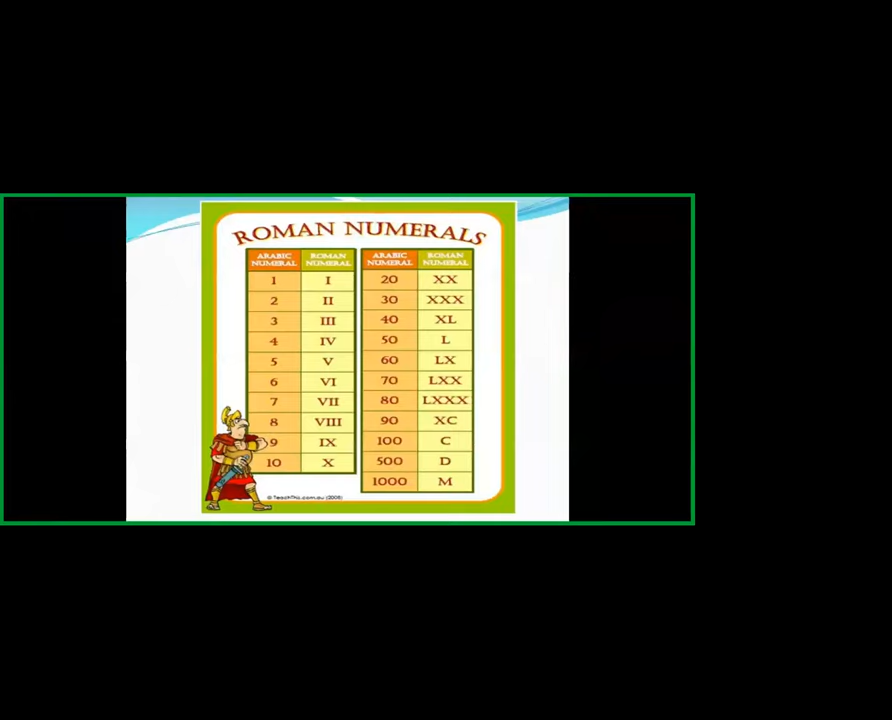 ROMAN NUMERALS
ARABIC NUMERAL ROMAN NUMERAL
1 I
2 II
3 III
4 IV
5 V
6 VI
7 VII
8 VIII
9 IX
10 X
ARABIC NUMERAL ROMAN NUMERAL
20 XX
30 XXX
40 XL
50 L
60 LX
70 LXX
80 LXXX
90 XC
100 C
500 D
1000 M